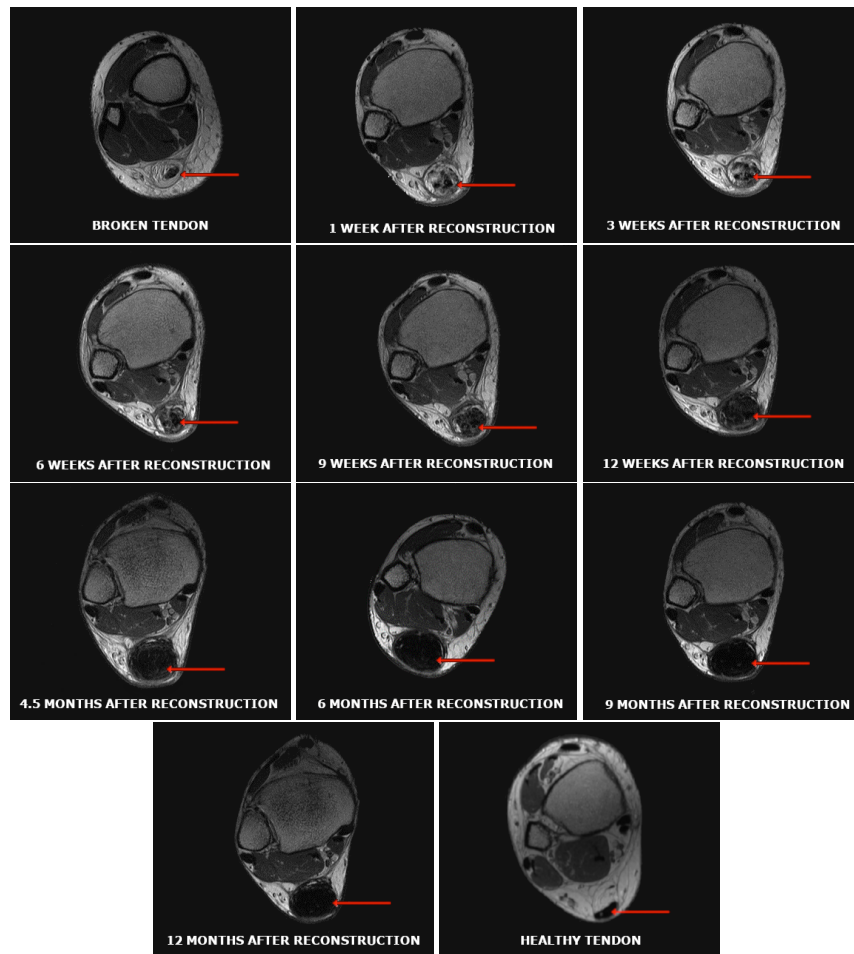 BROKEN TENDON
1 WEEK AFTER RECONSTRUCTION
3 WEEKS AFTER RECONSTRUCTION
6 WEEKS AFTER RECONSTRUCTION
9 WEEKS AFTER RECONSTRUCTION
12 WEEKS AFTER RECONSTRUCTION
4.5 MONTHS AFTER RECONSTRUCTION
6 MONTHS AFTER RECONSTRUCTION
9 MONTHS AFTER RECONSTRUCTION
12 MONTHS AFTER RECONSTRUCTION
HEALTHY TENDON